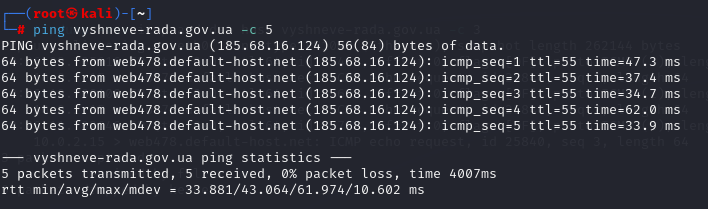 ┌──(root㉿kali)-[~]
└─# ping vyshneve-rada.gov.ua -c 5
PING vyshneve-rada.gov.ua (185.68.16.124) 56(84) bytes of data.
64 bytes from web478.default-host.net (185.68.16.124): icmp_seq=1 ttl=55 time=47.3 ms
64 bytes from web478.default-host.net (185.68.16.124): icmp_seq=2 ttl=55 time=37.4 ms
64 bytes from web478.default-host.net (185.68.16.124): icmp_seq=3 ttl=55 time=34.7 ms
64 bytes from web478.default-host.net (185.68.16.124): icmp_seq=4 ttl=55 time=62.0 ms
64 bytes from web478.default-host.net (185.68.16.124): icmp_seq=5 ttl=55 time=33.9 ms
--- vyshneve-rada.gov.ua ping statistics ---
5 packets transmitted, 5 received, 0% packet loss, time 4007ms
rtt min/avg/max/mdev = 33.881/43.064/61.974/10.602 ms